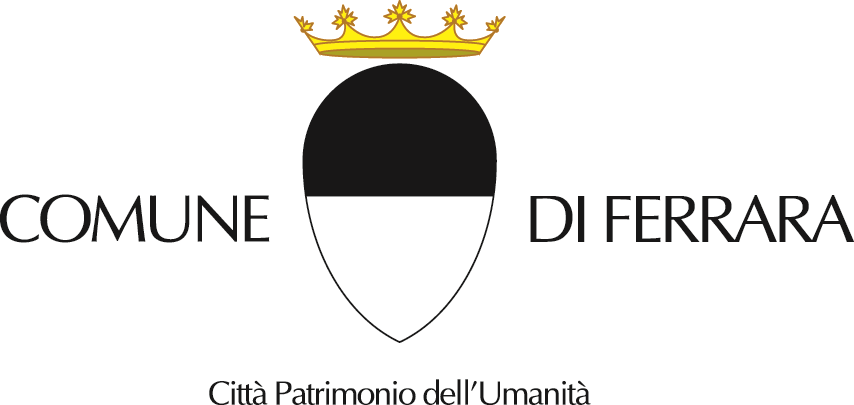 COMUNE DI FERRARA
Città Patrimonio dell'Umanità